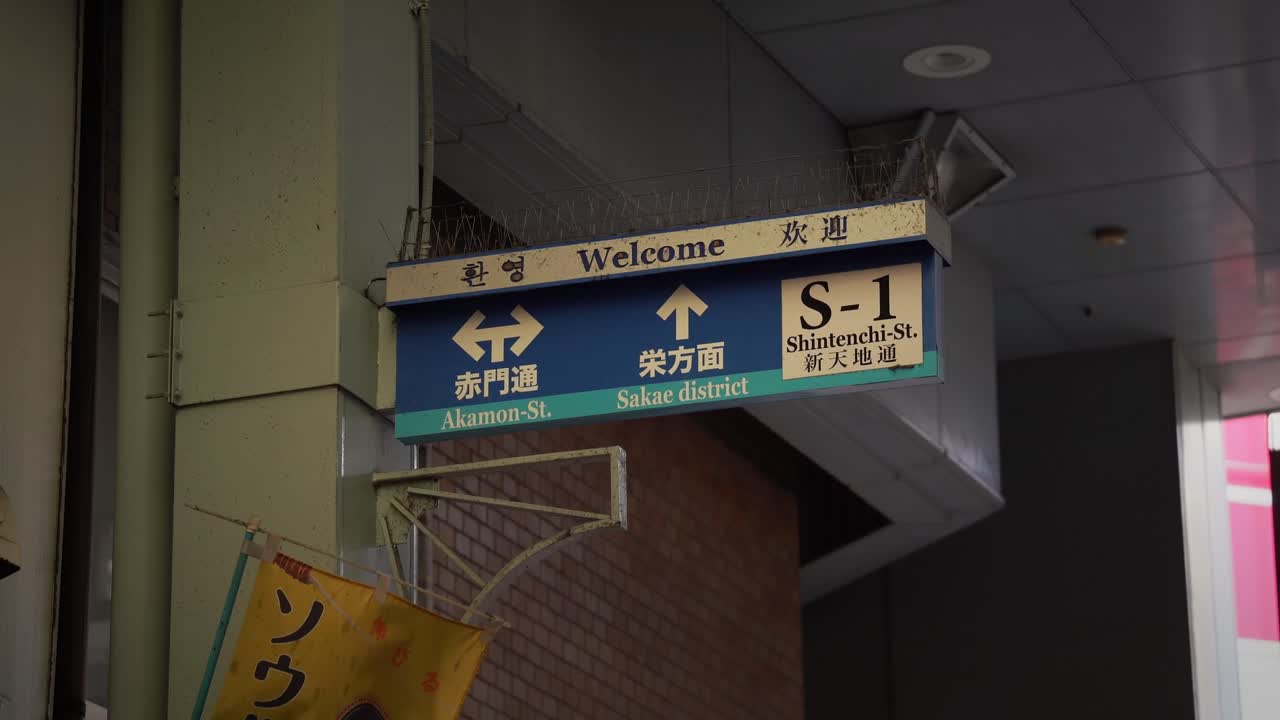 환영 Welcome 欢迎
赤門通
Akamon-St.
栄方面
Sakae district
S-1
Shintenchi-St.
新天地通
ソウ